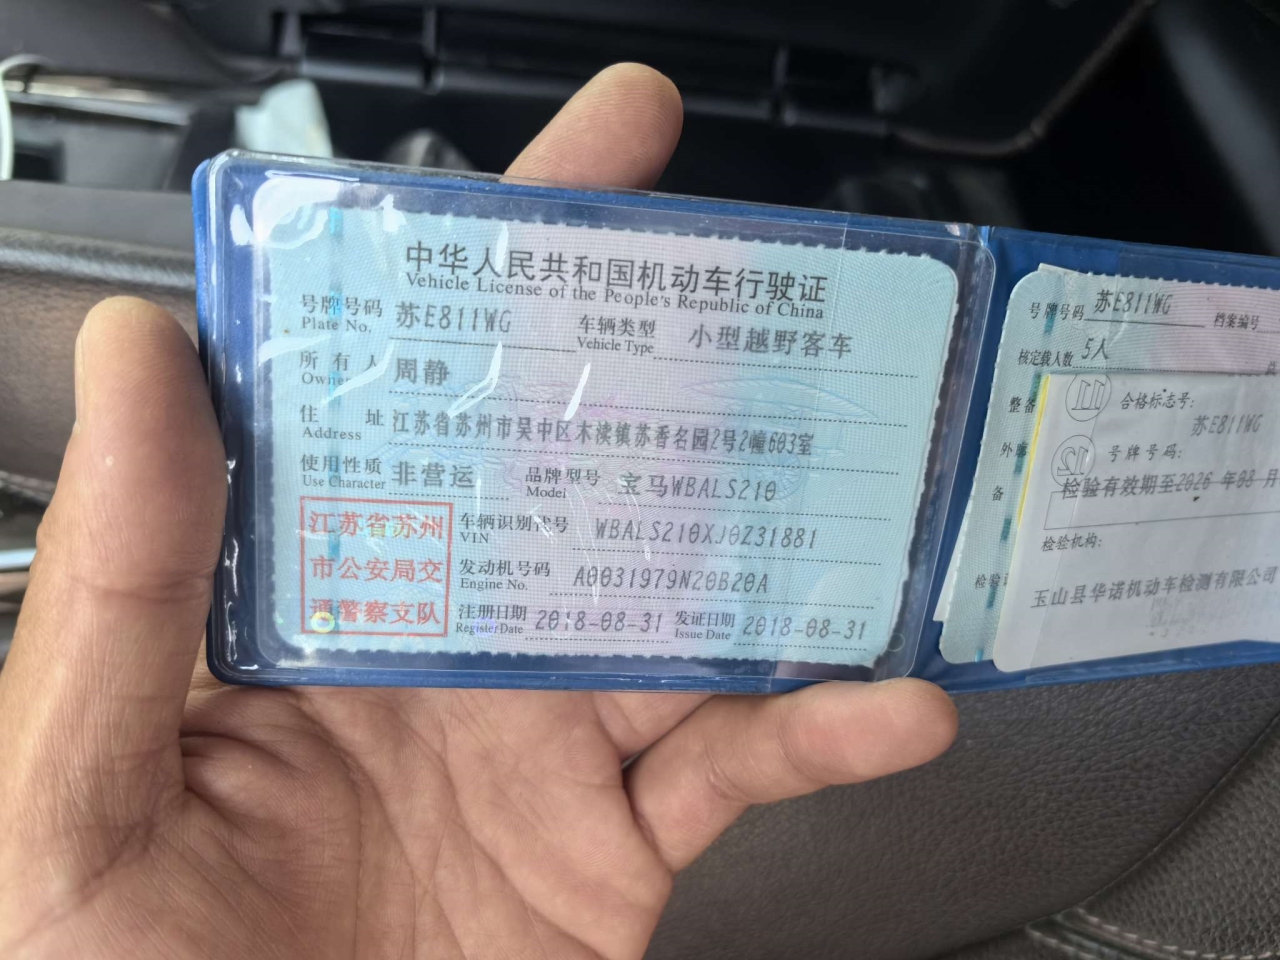 中华人民共和国机动车行驶证
Vehicle License of the People's Republic of China
号牌号码 苏E811WG 车辆类型 小型越野客车
Plate No. Vehicle Type
所有人 周静
Owner
住址 江苏省苏州市吴中区木渎镇苏香名园2号2幢603室
Address
使用性质 非营运 品牌型号 宝马WBALS210
Use Character Model
江苏省苏州
市公安局交
通警察支队
车辆识别代号 WBALS210XJ0Z31881
VIN
发动机号码 A0031979N20B20A
Engine No.
注册日期 2018-08-31 发证日期 2018-08-31
Register Date Issue Date
号牌号码 苏E811WG 档案编号
核定载人数 5人
整备
外廓
备
检验
合格标志号:
苏E811WG
号牌号码:
检验有效期至2026 年08 月
检验机构:
玉山县华诺机动车检测有限公司